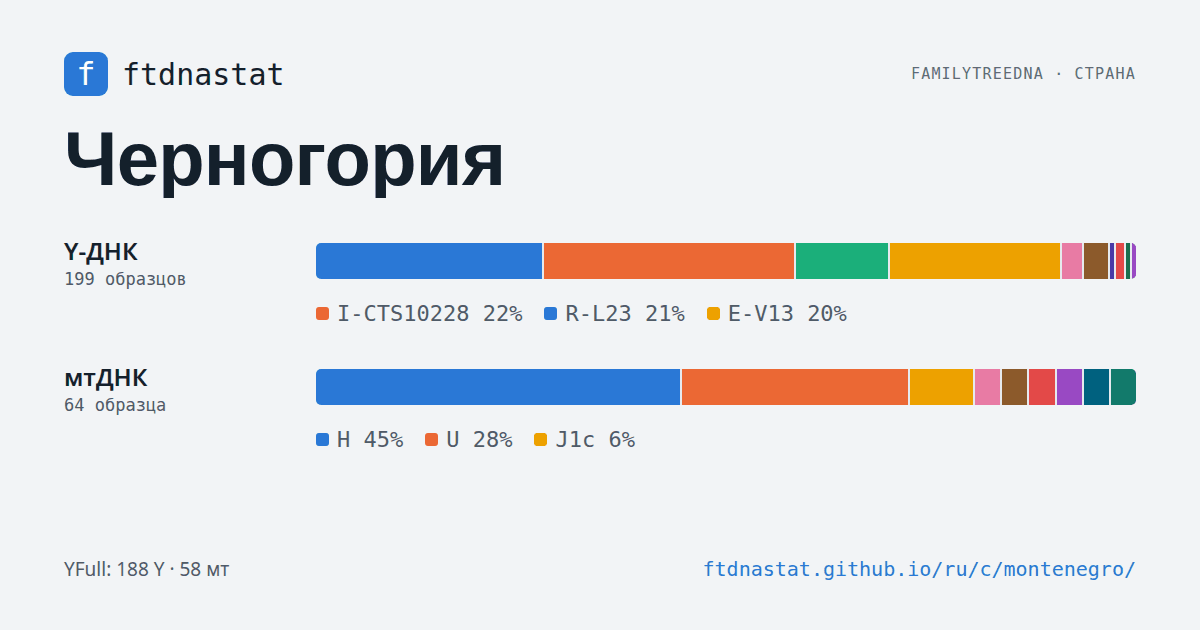 f ftdnastat
FAMILYTREEDNA · СТРАНА
Черногория
Y-ДНК
199 образцов
I-CTS10228 22% R-L23 21% E-V13 20%
мтДНК
64 образца
H 45% U 28% J1c 6%
YFull: 188 Y · 58 мт
ftdnastat.github.io/ru/c/montenegro/